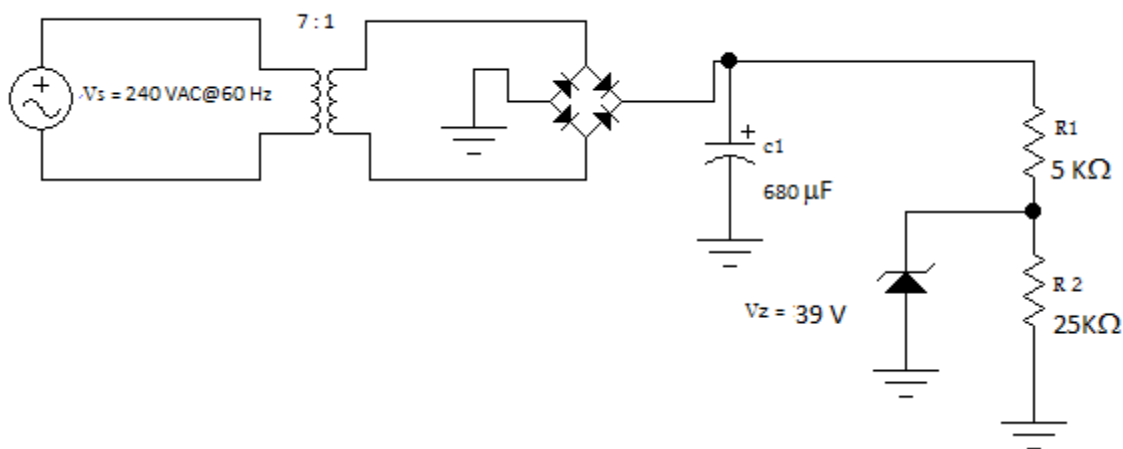 7 : 1
Vs = 240 VAC@60 Hz
+
c1
680 μF
R1
5 KΩ
Vz = 39 V
R 2
25KΩ